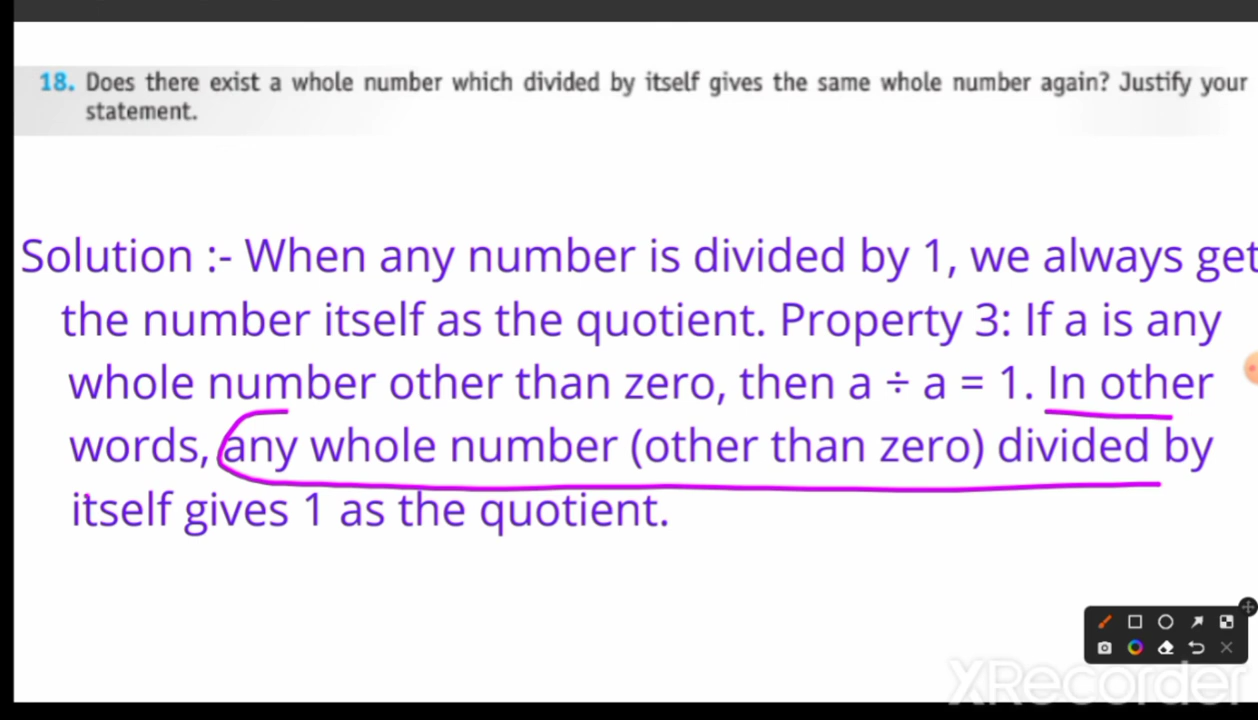 18. Does there exist a whole number which divided by itself gives the same whole number again? Justify your
statement.
Solution :- When any number is divided by 1, we always get
the number itself as the quotient. Property 3: If a is any
whole number other than zero, then a ÷ a = 1. In other
words, any whole number (other than zero) divided by
itself gives 1 as the quotient.
XRecorder